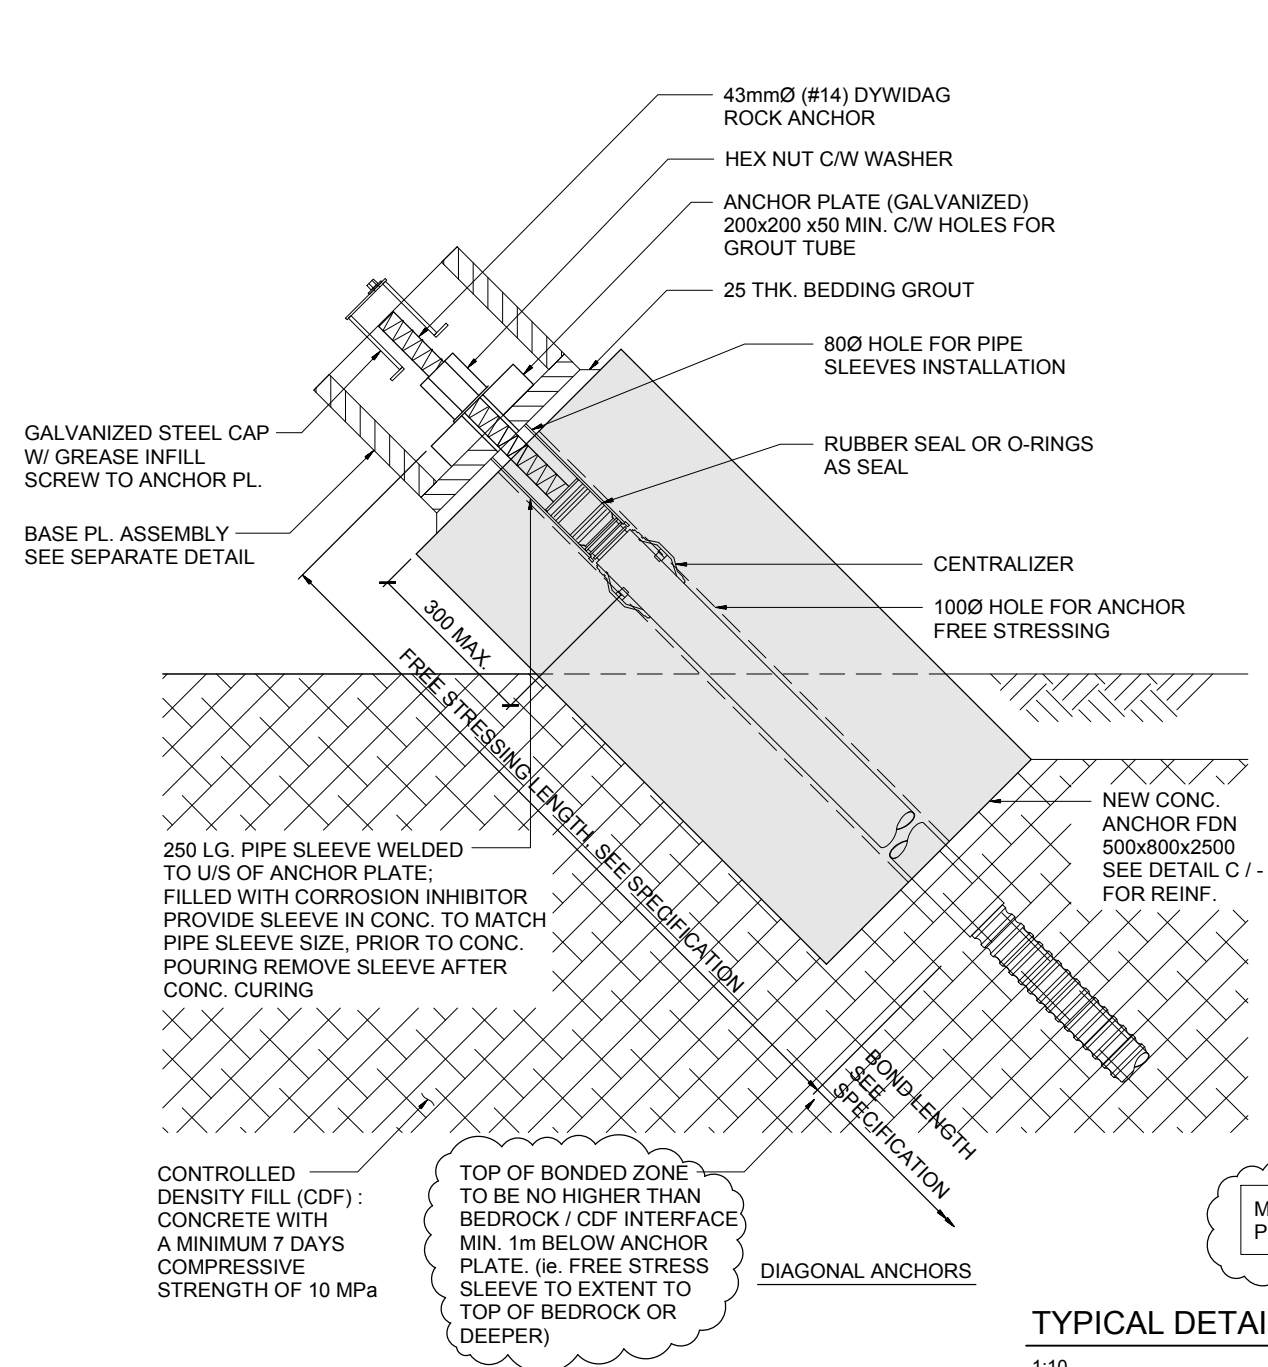 43mmØ (#14) DYWIDAG
ROCK ANCHOR
HEX NUT C/W WASHER
ANCHOR PLATE (GALVANIZED)
200x200 x50 MIN. C/W HOLES FOR
GROUT TUBE
25 THK. BEDDING GROUT
80Ø HOLE FOR PIPE
SLEEVES INSTALLATION
GALVANIZED STEEL CAP
W/ GREASE INFILL
SCREW TO ANCHOR PL.
RUBBER SEAL OR O-RINGS
AS SEAL
BASE PL. ASSEMBLY
SEE SEPARATE DETAIL
CENTRALIZER
100Ø HOLE FOR ANCHOR
FREE STRESSING
300 MAX.
FREE STRESSING LENGTH, SEE SPECIFICATION
NEW CONC.
ANCHOR FDN
500x800x2500
SEE DETAIL C / -
FOR REINF.
250 LG. PIPE SLEEVE WELDED
TO U/S OF ANCHOR PLATE;
FILLED WITH CORROSION INHIBITOR
PROVIDE SLEEVE IN CONC. TO MATCH
PIPE SLEEVE SIZE, PRIOR TO CONC.
POURING REMOVE SLEEVE AFTER
CONC. CURING
BOND LENGTH
SEE
SPECIFICATION
CONTROLLED
DENSITY FILL (CDF) :
CONCRETE WITH
A MINIMUM 7 DAYS
COMPRESSIVE
STRENGTH OF 10 MPa
TOP OF BONDED ZONE
TO BE NO HIGHER THAN
BEDROCK / CDF INTERFACE
MIN. 1m BELOW ANCHOR
PLATE. (ie. FREE STRESS
SLEEVE TO EXTENT TO
TOP OF BEDROCK OR
DEEPER)
DIAGONAL ANCHORS
M
P
TYPICAL DETAI
1:10